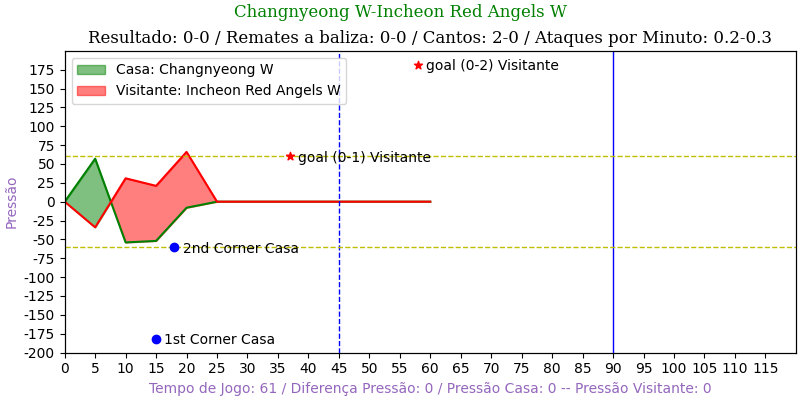 Changnyeong W-Incheon Red Angels W
Resultado: 0-0 / Remates a baliza: 0-0 / Cantos: 2-0 / Ataques por Minuto: 0.2-0.3
Casa: Changnyeong W
Visitante: Incheon Red Angels W
goal (0-2) Visitante
goal (0-1) Visitante
2nd Corner Casa
1st Corner Casa
Pressão
175
150
125
100
75
50
25
0
-25
-50
-75
-100
-125
-150
-175
-200
0 5 10 15 20 25 30 35 40 45 50 55 60 65 70 75 80 85 90 95 100 105 110 115
Tempo de Jogo: 61 / Diferença Pressão: 0 / Pressão Casa: 0 -- Pressão Visitante: 0